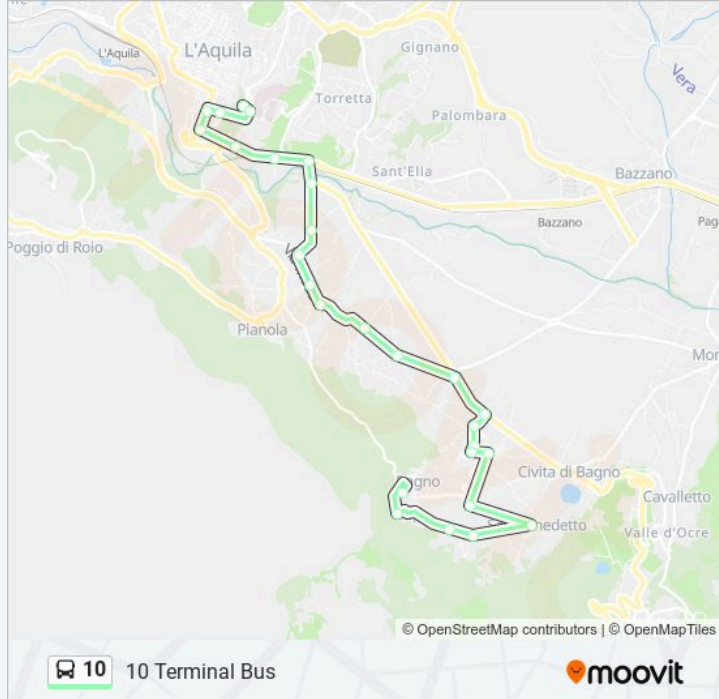 L'Aquila
L'Aquila
Gignano
Vera
Torretta
Palombara
Sant'Elia
Bazzano
Bazzano
Poggio di Roio
Pianola
Civita di Bagno
Cavalletto
Valle d'Ocre
© OpenStreetMap contributors | © OpenMapTiles
10 10 Terminal Bus
moovit